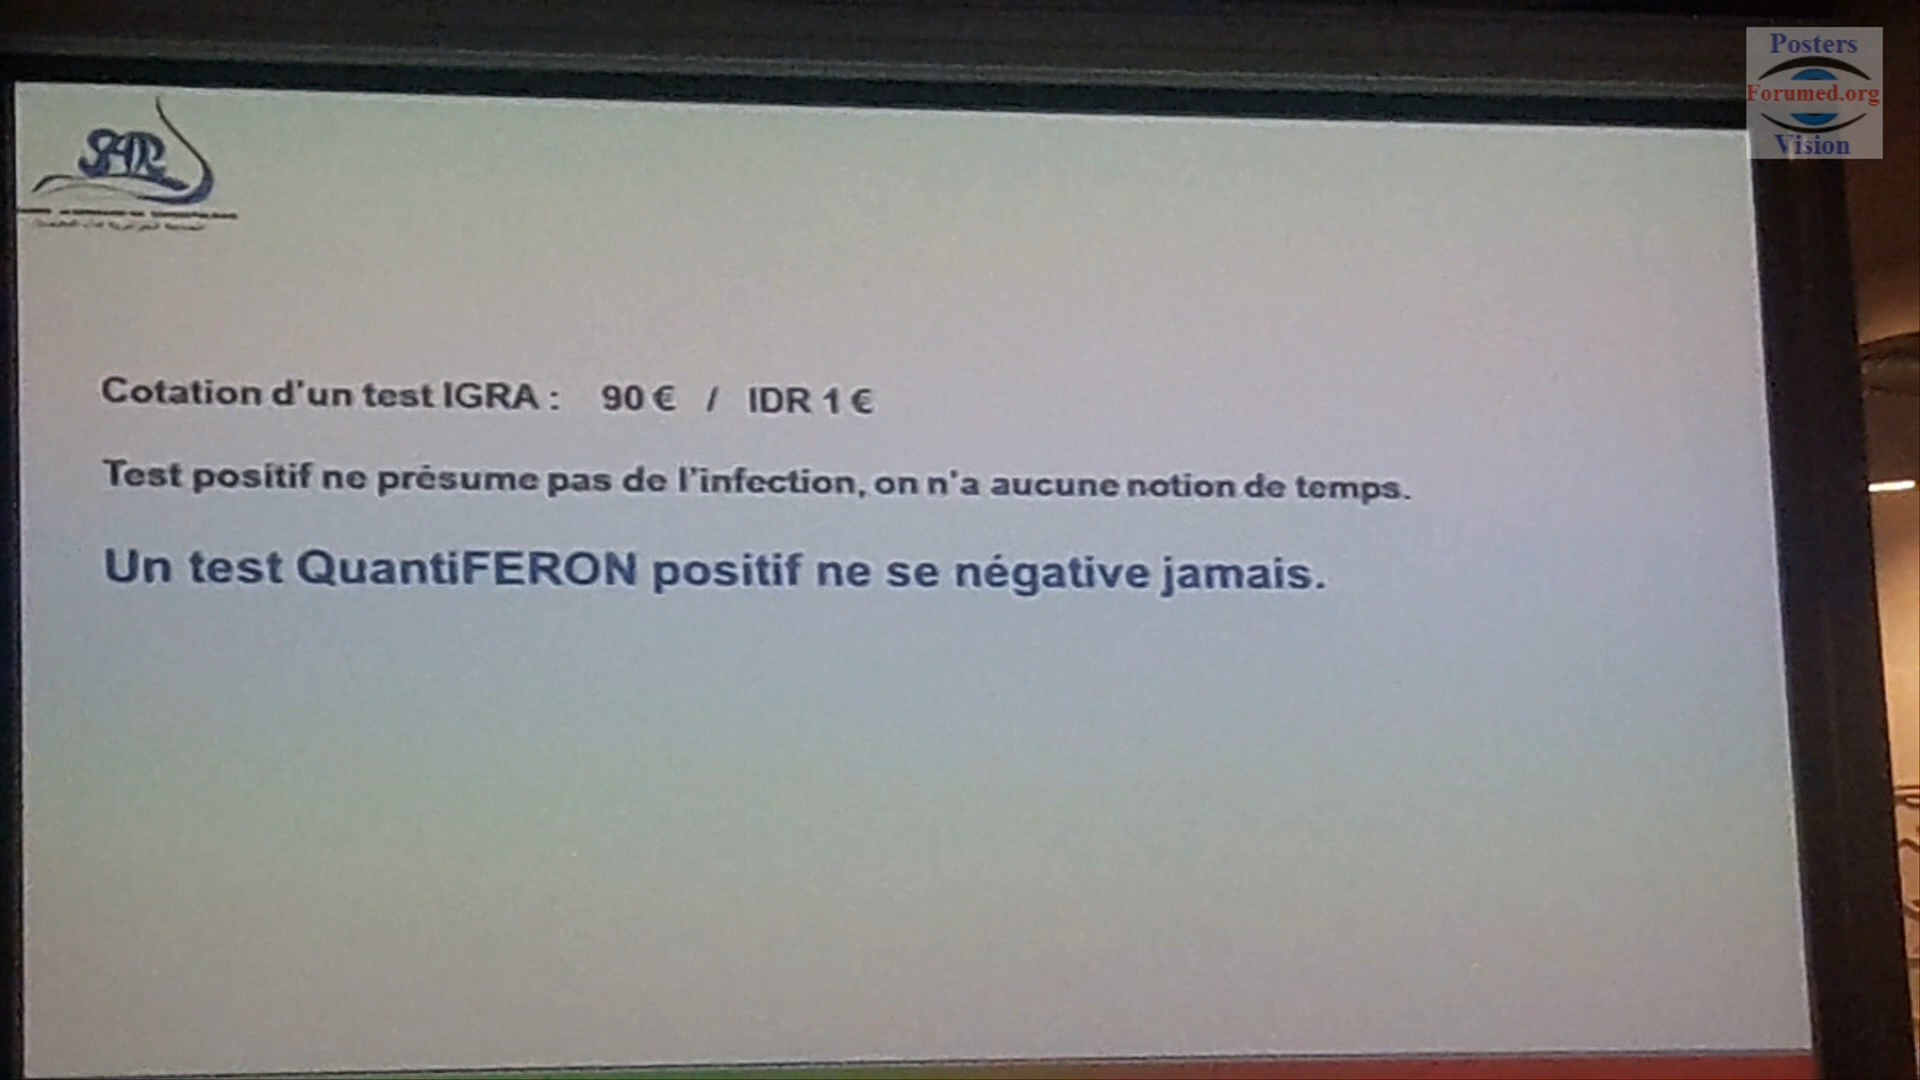 Posters
Forumed.org
Vision
Cotation d'un test IGRA : 90 € / IDR 1 €
Test positif ne présume pas de l'infection, on n'a aucune notion de temps.
Un test QuantiFERON positif ne se négative jamais.